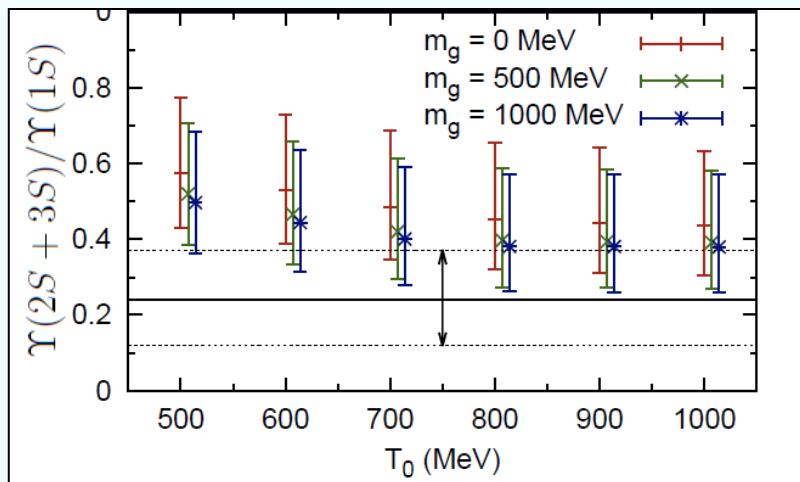 0
m_g = 0 MeV
m_g = 500 MeV
m_g = 1000 MeV
0.8
0.6
0.4
0.2
0
ϒ(2S + 3S)/ϒ(1S)
500 600 700 800 900 1000
T_0 (MeV)